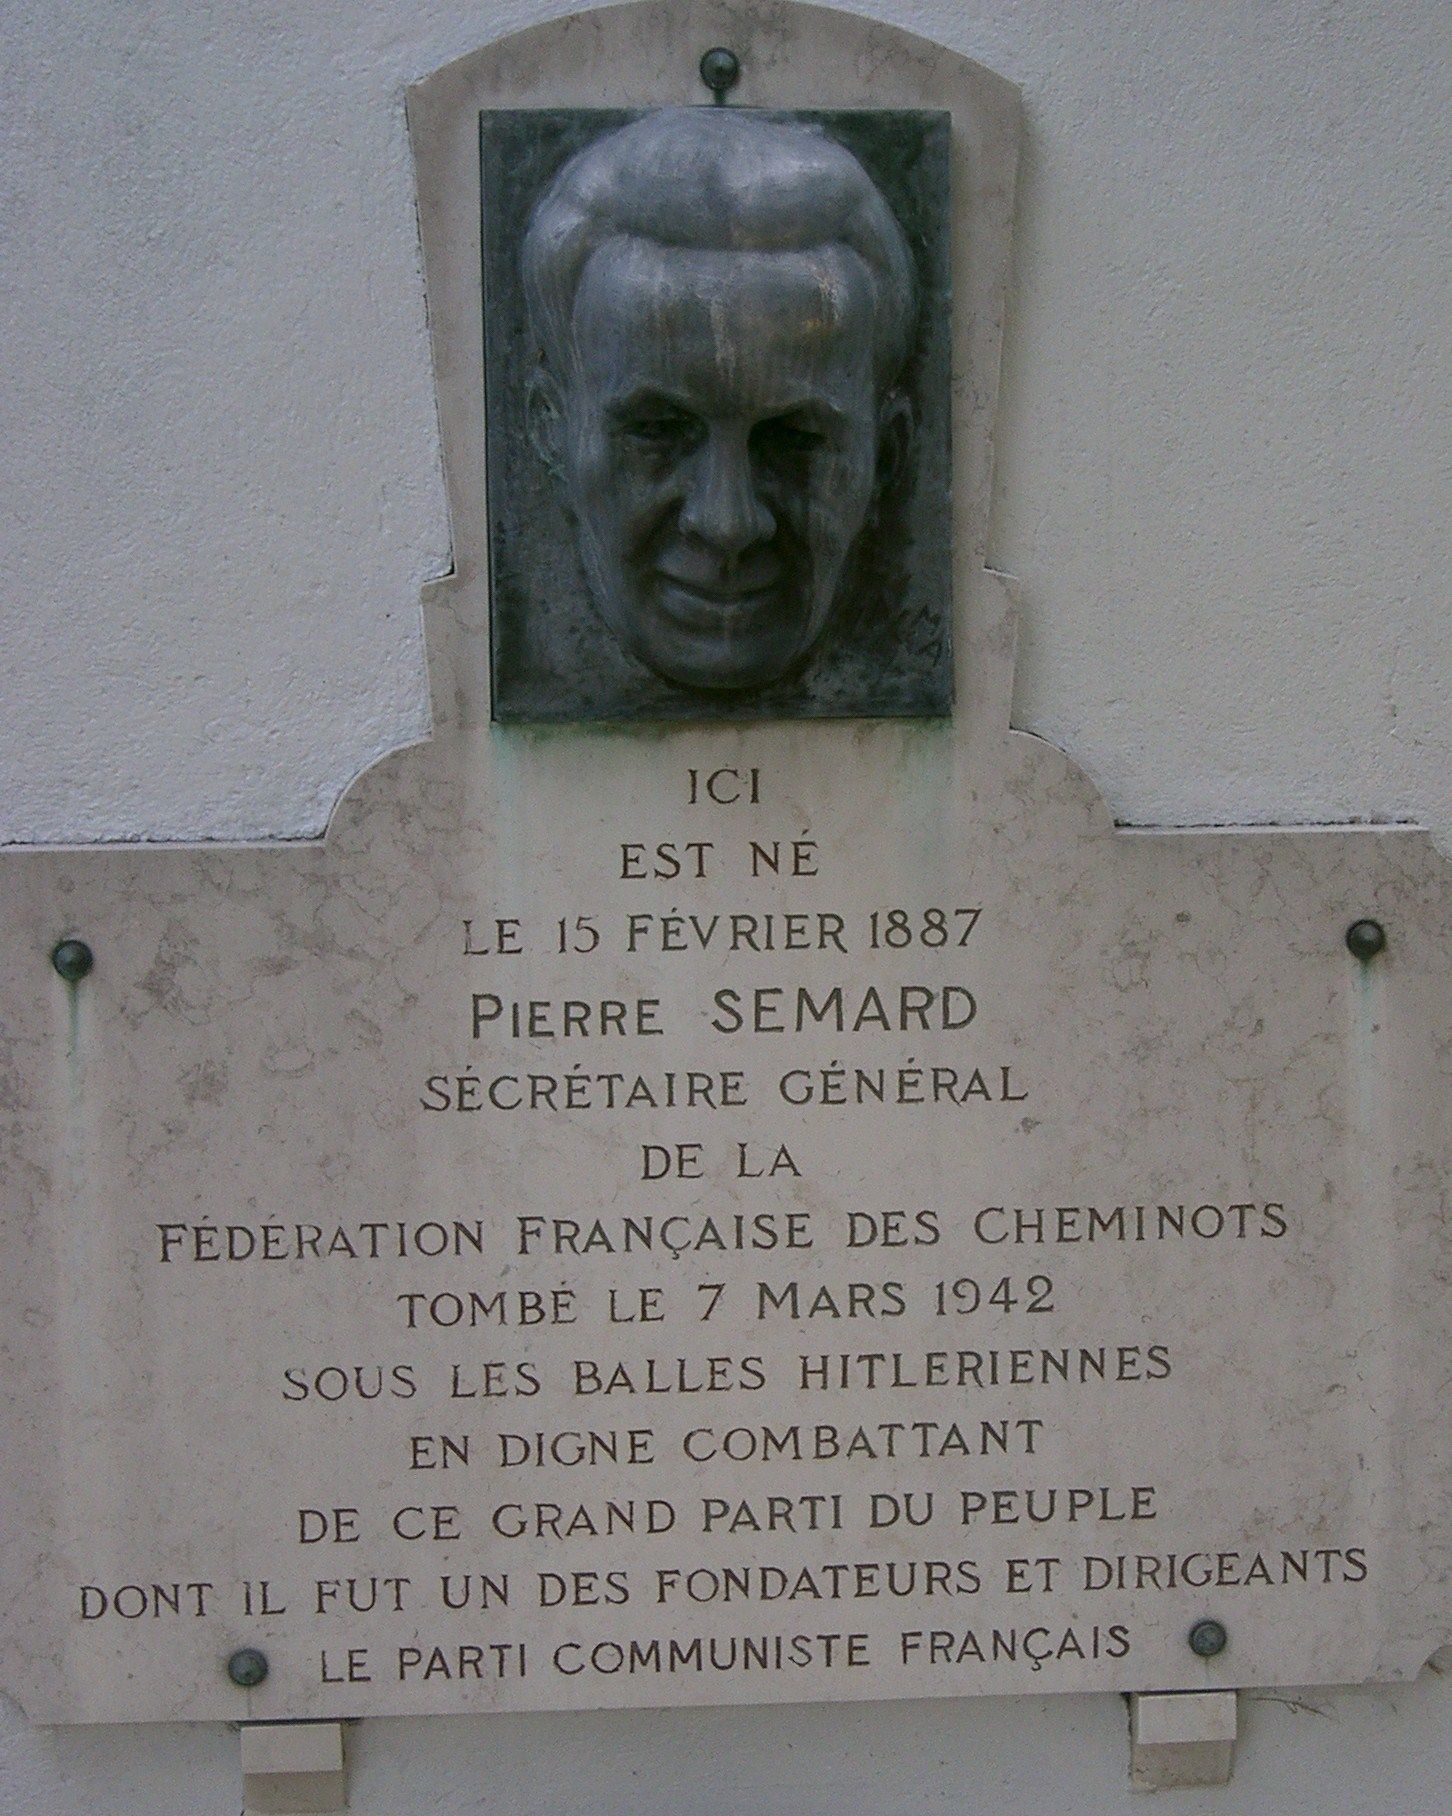 ICI
EST NÉ
LE 15 FÉVRIER 1887
PIERRE SEMARD
SÉCRÉTAIRE GÉNÉRAL
DE LA
FÉDÉRATION FRANÇAISE DES CHEMINOTS
TOMBÉ LE 7 MARS 1942
SOUS LES BALLES HITLERIENNES
EN DIGNE COMBATTANT
DE CE GRAND PARTI DU PEUPLE
DONT IL FUT UN DES FONDATEURS ET DIRIGEANTS
LE PARTI COMMUNISTE FRANÇAIS